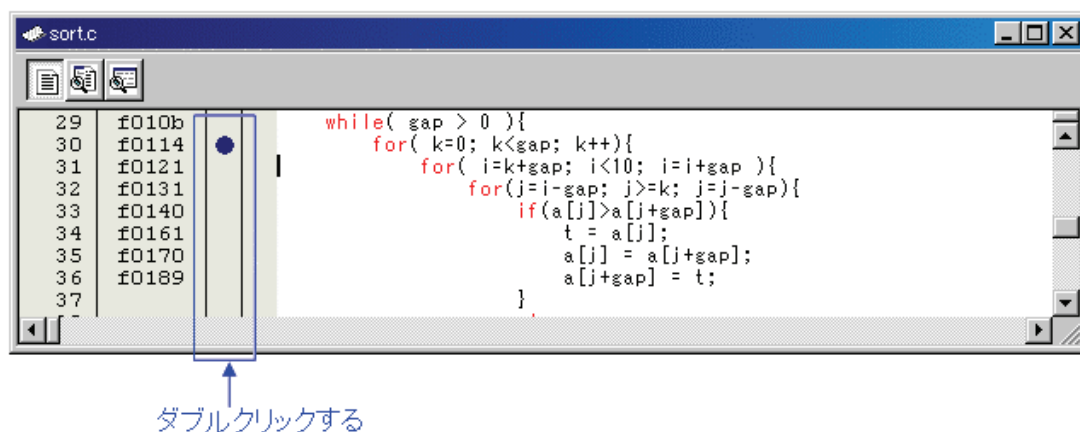 sort.c
29 f010b while( gap > 0 ){
30 f0114 for( k=0; k<gap; k++){
31 f0121 for( i=k+gap; i<10; i=i+gap ){
32 f0131 for(j=i-gap; j>=k; j=j-gap){
33 f0140 if(a[j]>a[j+gap]){
34 f0161 t = a[j];
35 f0170 a[j] = a[j+gap];
36 f0189 a[j+gap] = t;
37 }
ダブルクリックする